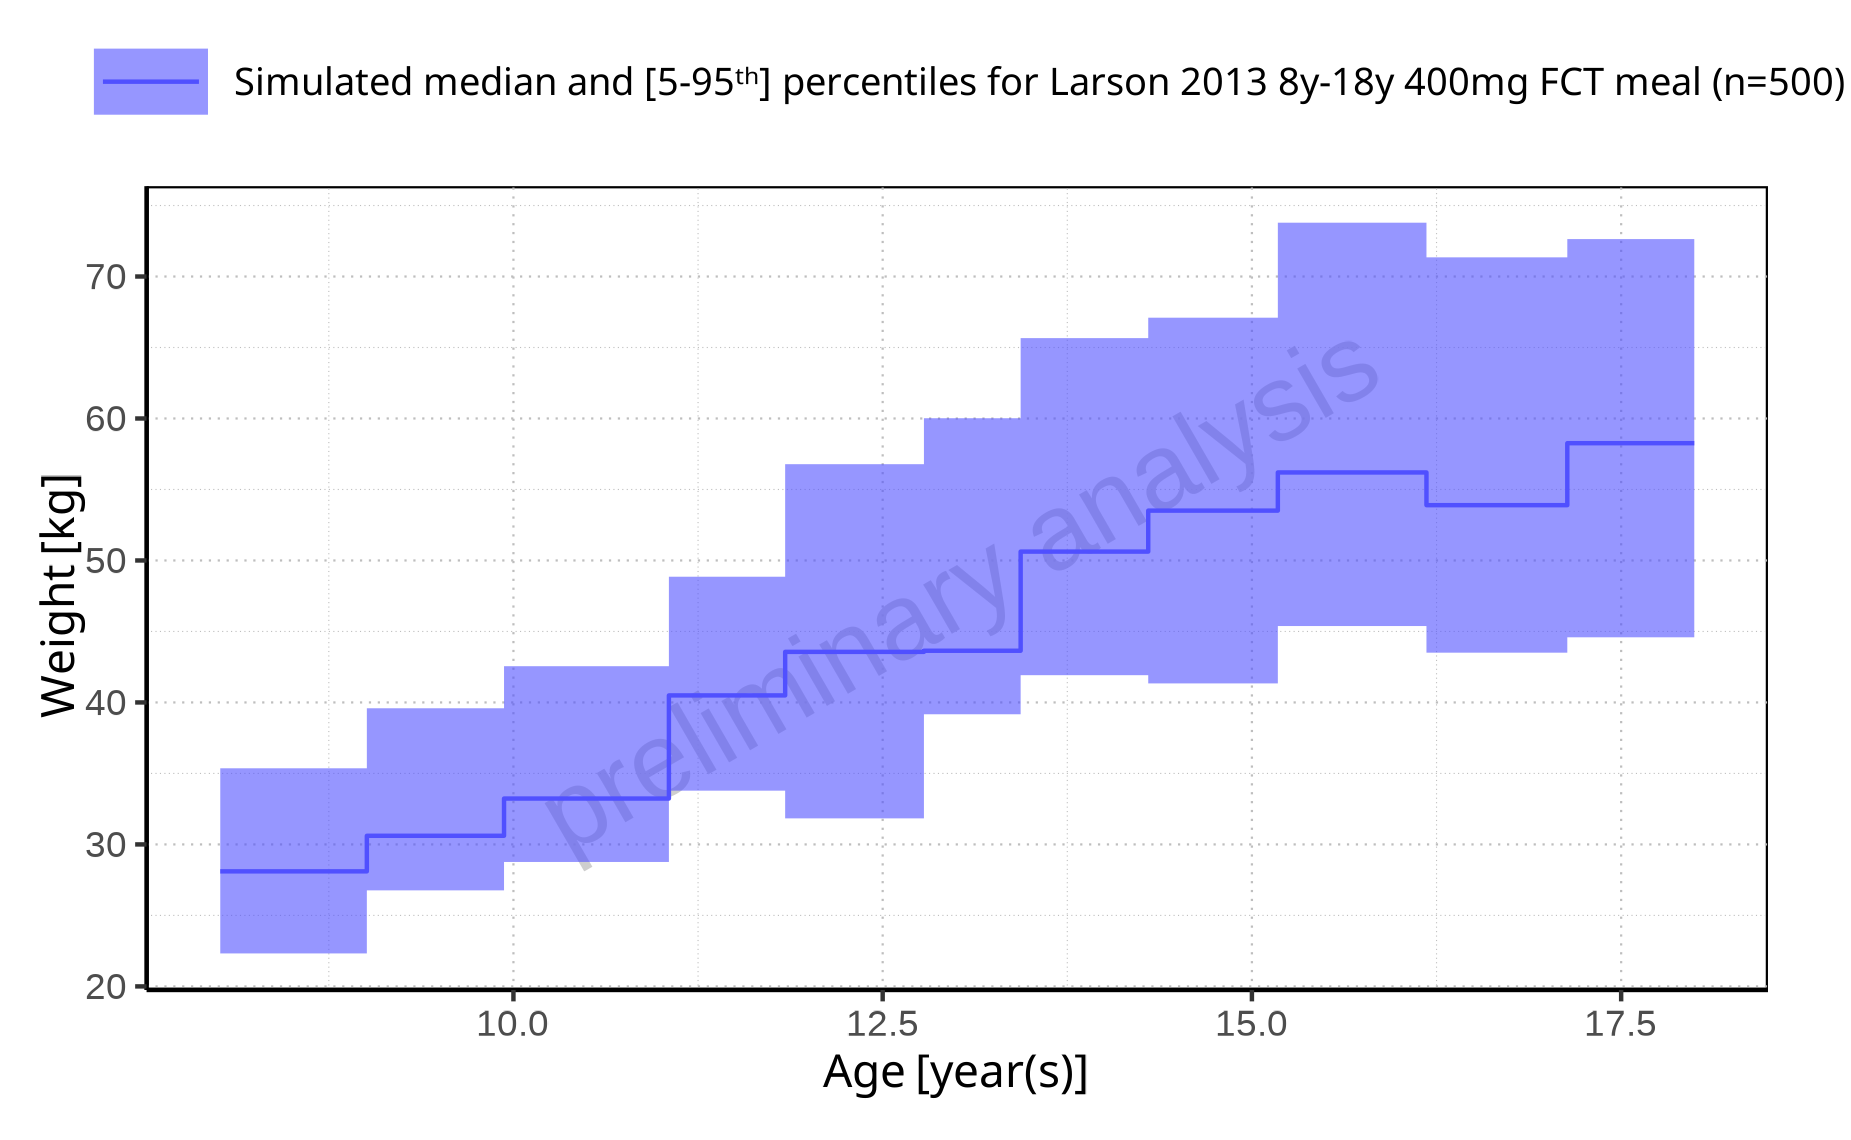 Simulated median and [5-95ᵗʰ] percentiles for Larson 2013 8y-18y 400mg FCT meal (n=500)
70
60
50
40
30
20
Weight [kg]
preliminary analysis
10.0 12.5 15.0 17.5
Age [year(s)]